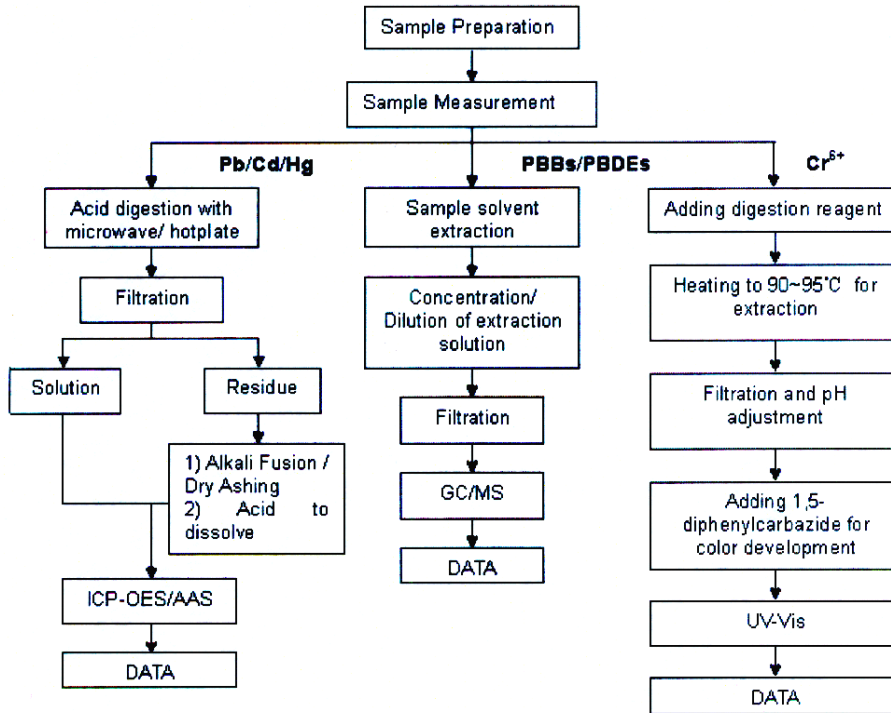 Sample Preparation
Sample Measurement
Pb/Cd/Hg
PBBs/PBDEs
Cr⁶⁺
Acid digestion with
microwave/ hotplate
Filtration
Solution
Residue
1) Alkali Fusion /
Dry Ashing
2) Acid to
dissolve
ICP-OES/AAS
DATA
Sample solvent
extraction
Concentration/
Dilution of extraction
solution
Filtration
GC/MS
DATA
Adding digestion reagent
Heating to 90~95°C for
extraction
Filtration and pH
adjustment
Adding 1,5-
diphenylcarbazide for
color development
UV-Vis
DATA